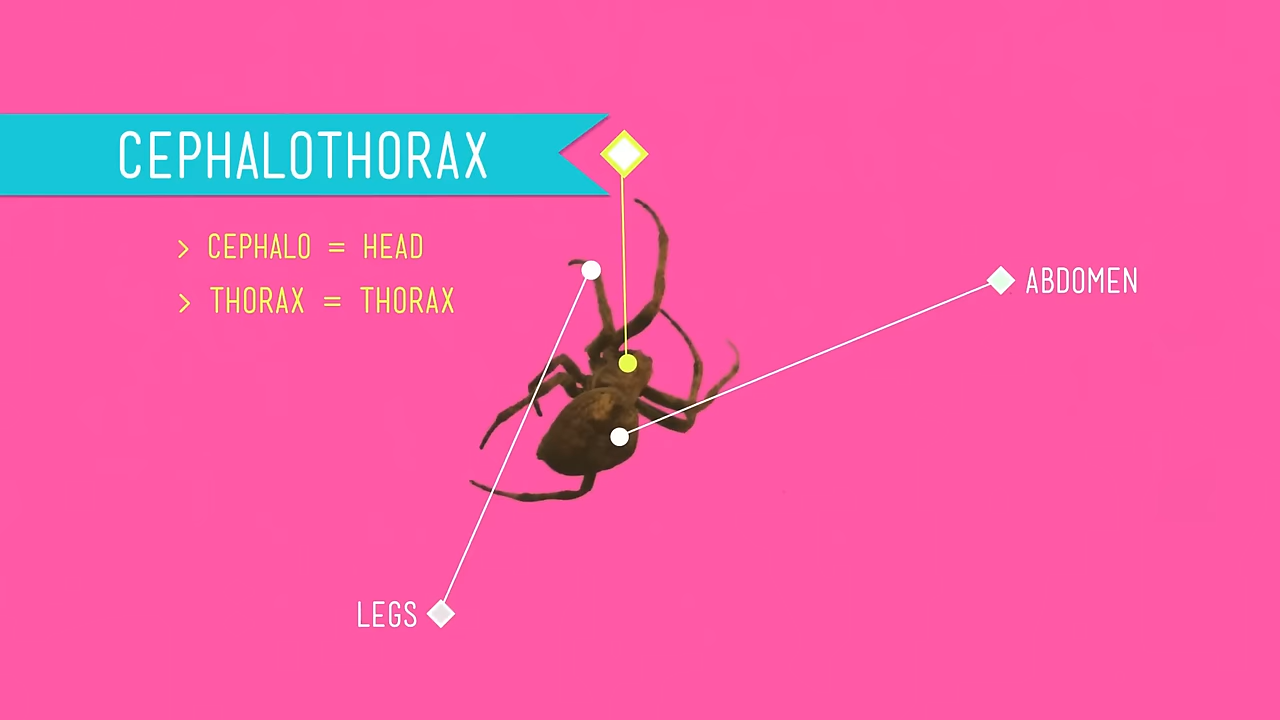 CEPHALOTHORAX
> CEPHALO = HEAD
> THORAX = THORAX
ABDOMEN
LEGS